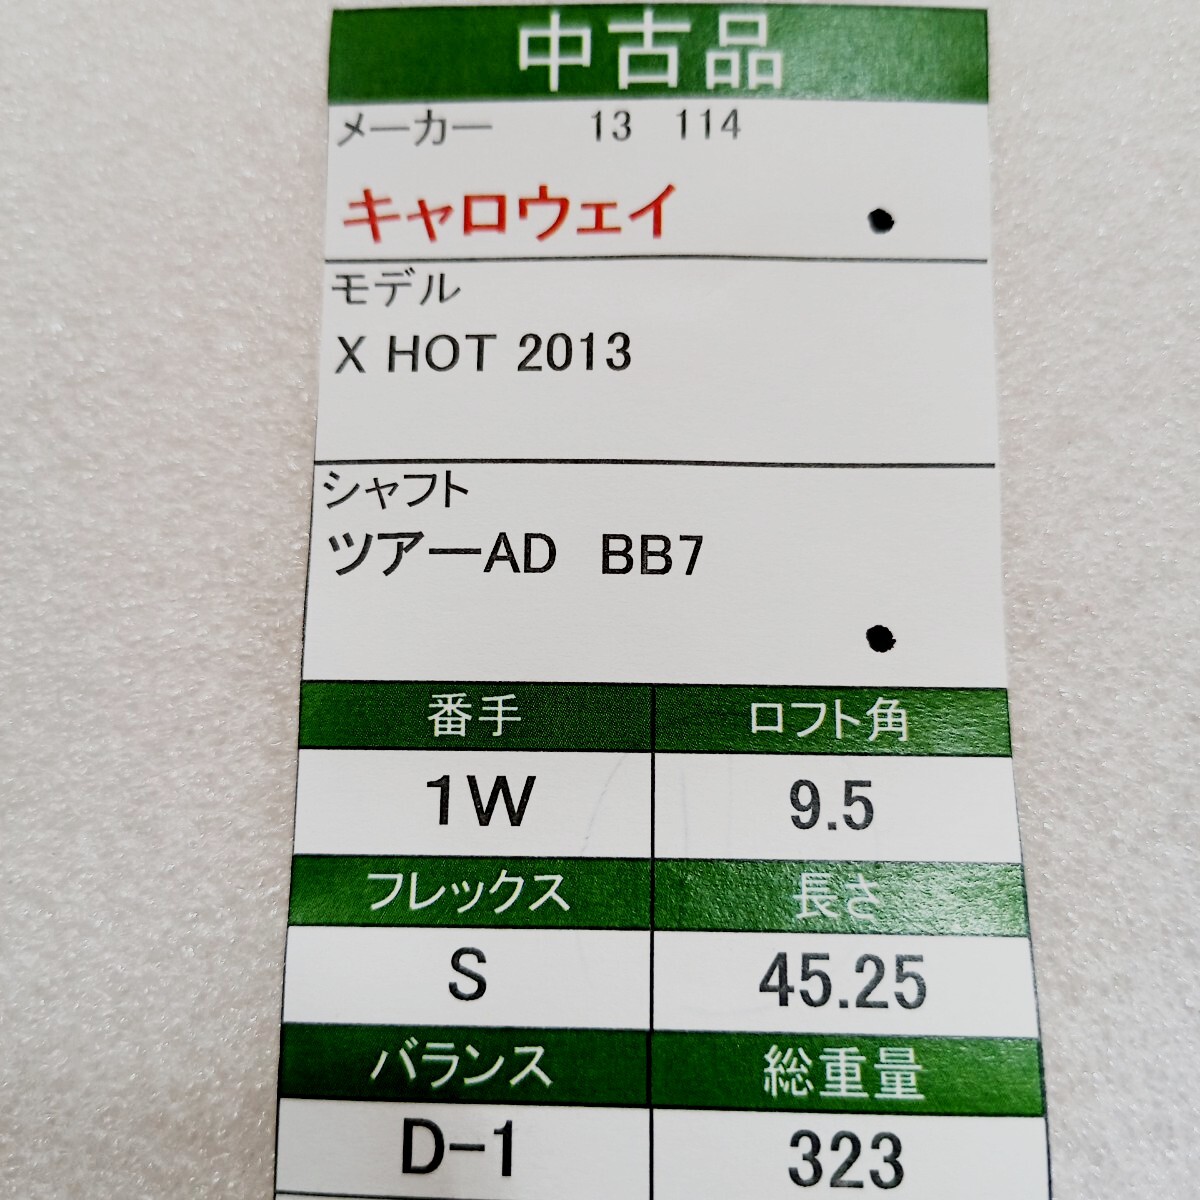 中古品
メーカー 13 114
キャロウェイ
モデル
X HOT 2013
シャフト
ツアーAD BB7
番手 ロフト角
1W 9.5
フレックス 長さ
S 45.25
バランス 総重量
D-1 323